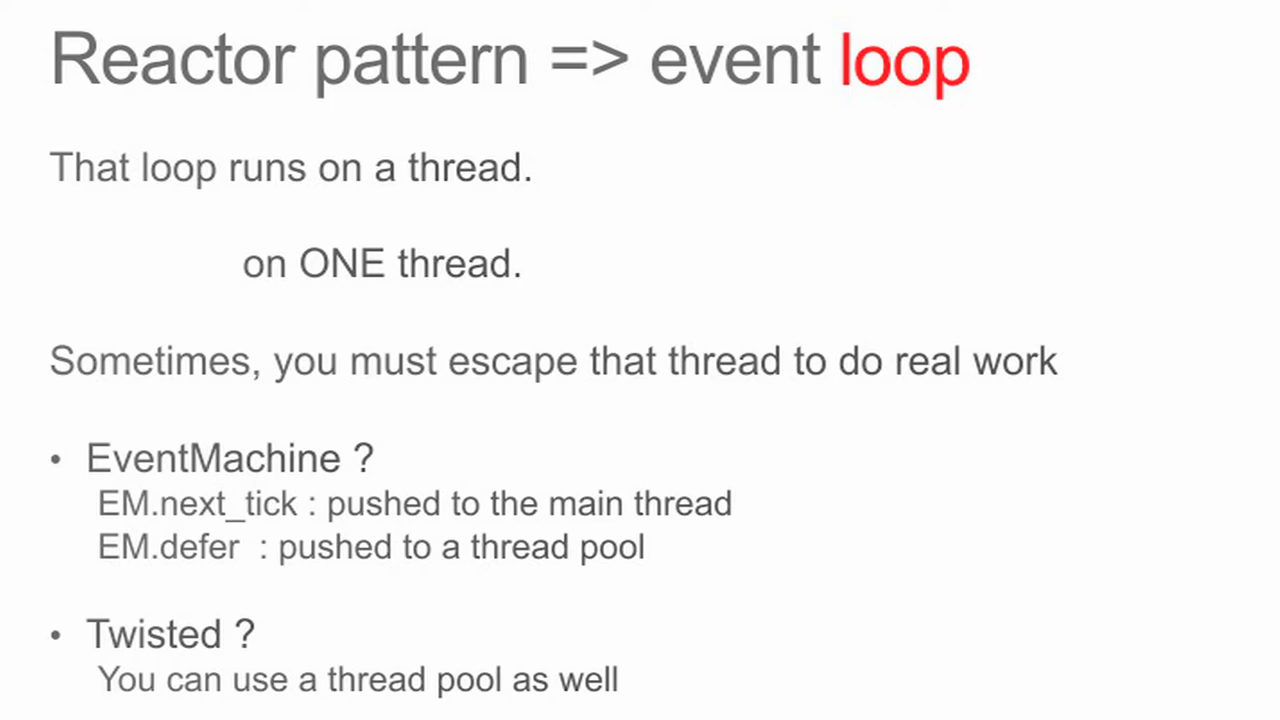 Reactor pattern => event loop
That loop runs on a thread.
on ONE thread.
Sometimes, you must escape that thread to do real work
• EventMachine ?
EM.next_tick : pushed to the main thread
EM.defer : pushed to a thread pool
• Twisted ?
You can use a thread pool as well